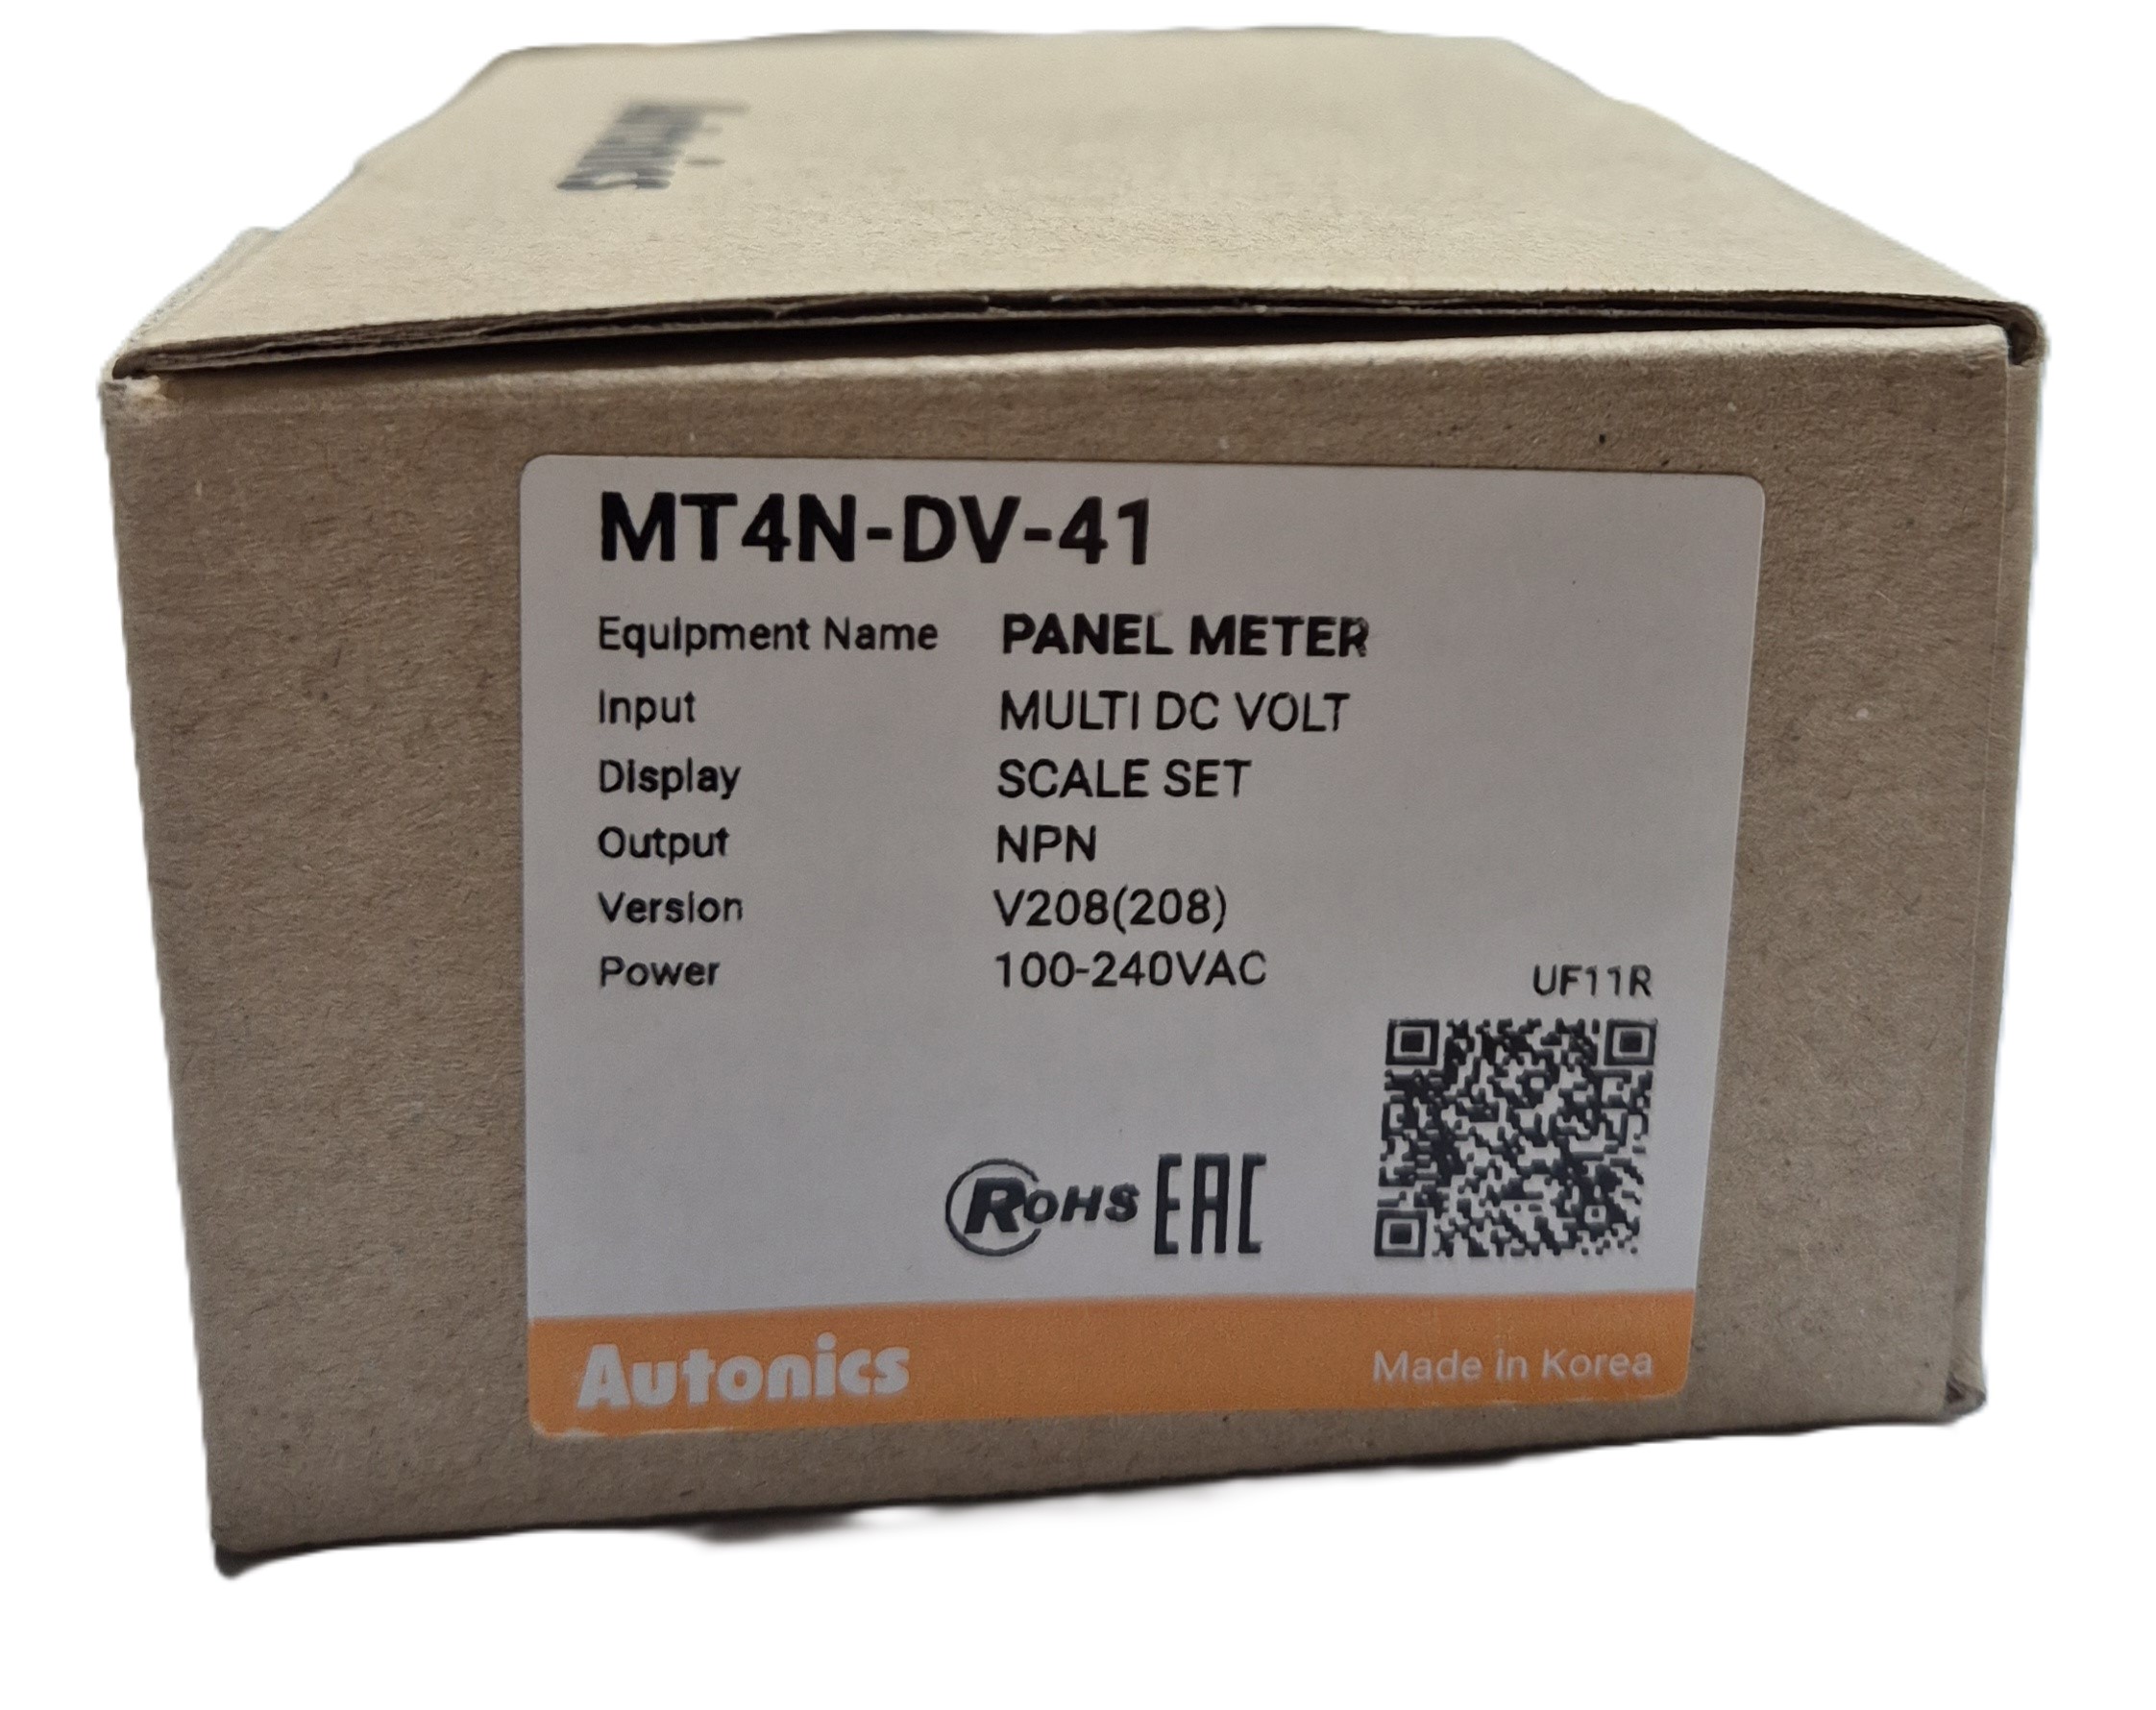 Autonics
MT4N-DV-41
Equipment Name PANEL METER
Input MULTI DC VOLT
Display SCALE SET
Output NPN
Version V208(208)
Power 100-240VAC
UF11R
RoHS EAC
Autonics Made in Korea